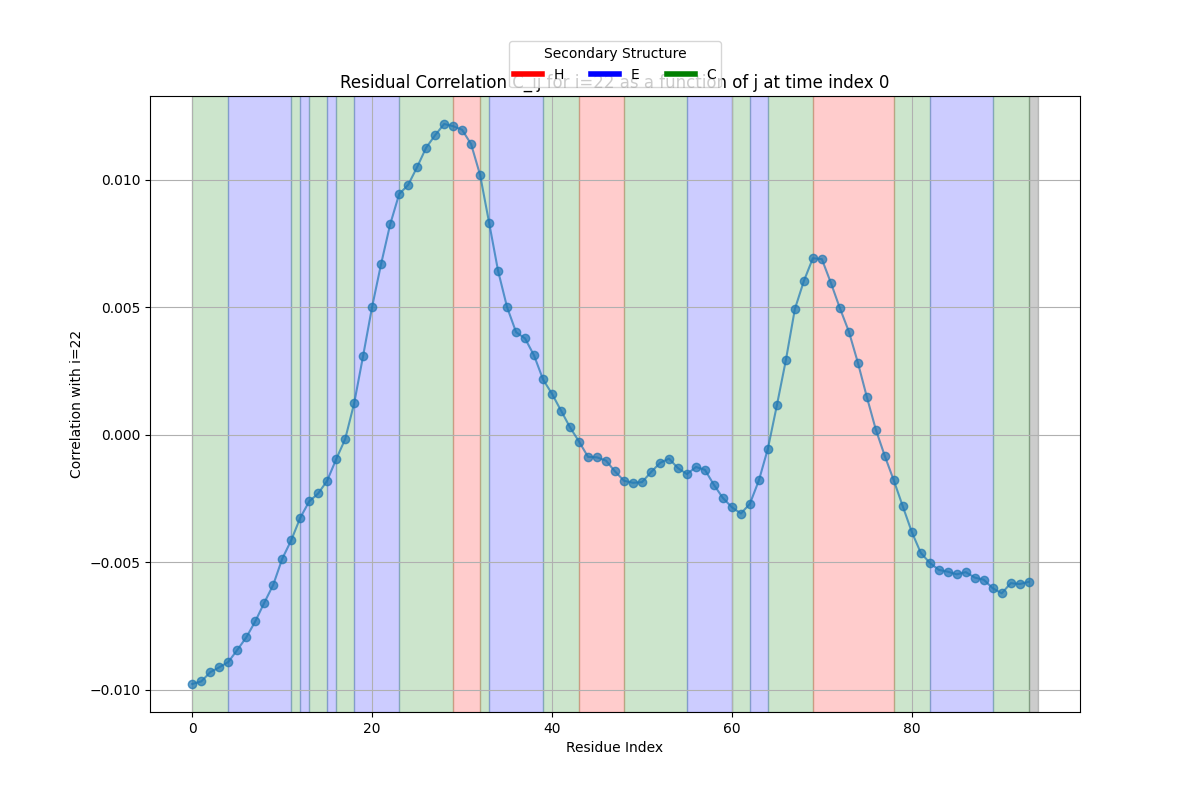 Secondary Structure
H E C
Residual Correlation C_ij for i=22 as a function of j at time index 0
0.010
0.005
0.000
−0.005
−0.010
Correlation with i=22
0 20 40 60 80
Residue Index